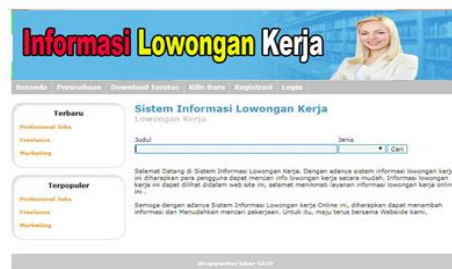 Informasi Lowongan Kerja
Beranda Perusahaan Download Teratas Rilis Baru Registrasi Login
Terbaru
Profesional Jobs
Freelance
Marketing
Terpopuler
Profesional Jobs
Freelance
Marketing
Sistem Informasi Lowongan Kerja
Lowongan Kerja
Judul Jenis
Cari
Selamat Datang di Sistem Informasi Lowongan Kerja. Dengan adanya sistem informasi lowongan kerja
ini diharapkan para pengguna dapat mencari info lowongan kerja secara mudah. Informasi lowongan
kerja ini dapat dilihat didalam web site ini, selamat menikmati layanan informasi lowongan kerja online
ini .
Semoga dengan adanya Sistem Informasi Lowongan kerja Online ini, diharapkan dapat menambah
informasi dan Menudahkan mencari pekerjaan. Untuk itu, maju terus bersama Webside kami.